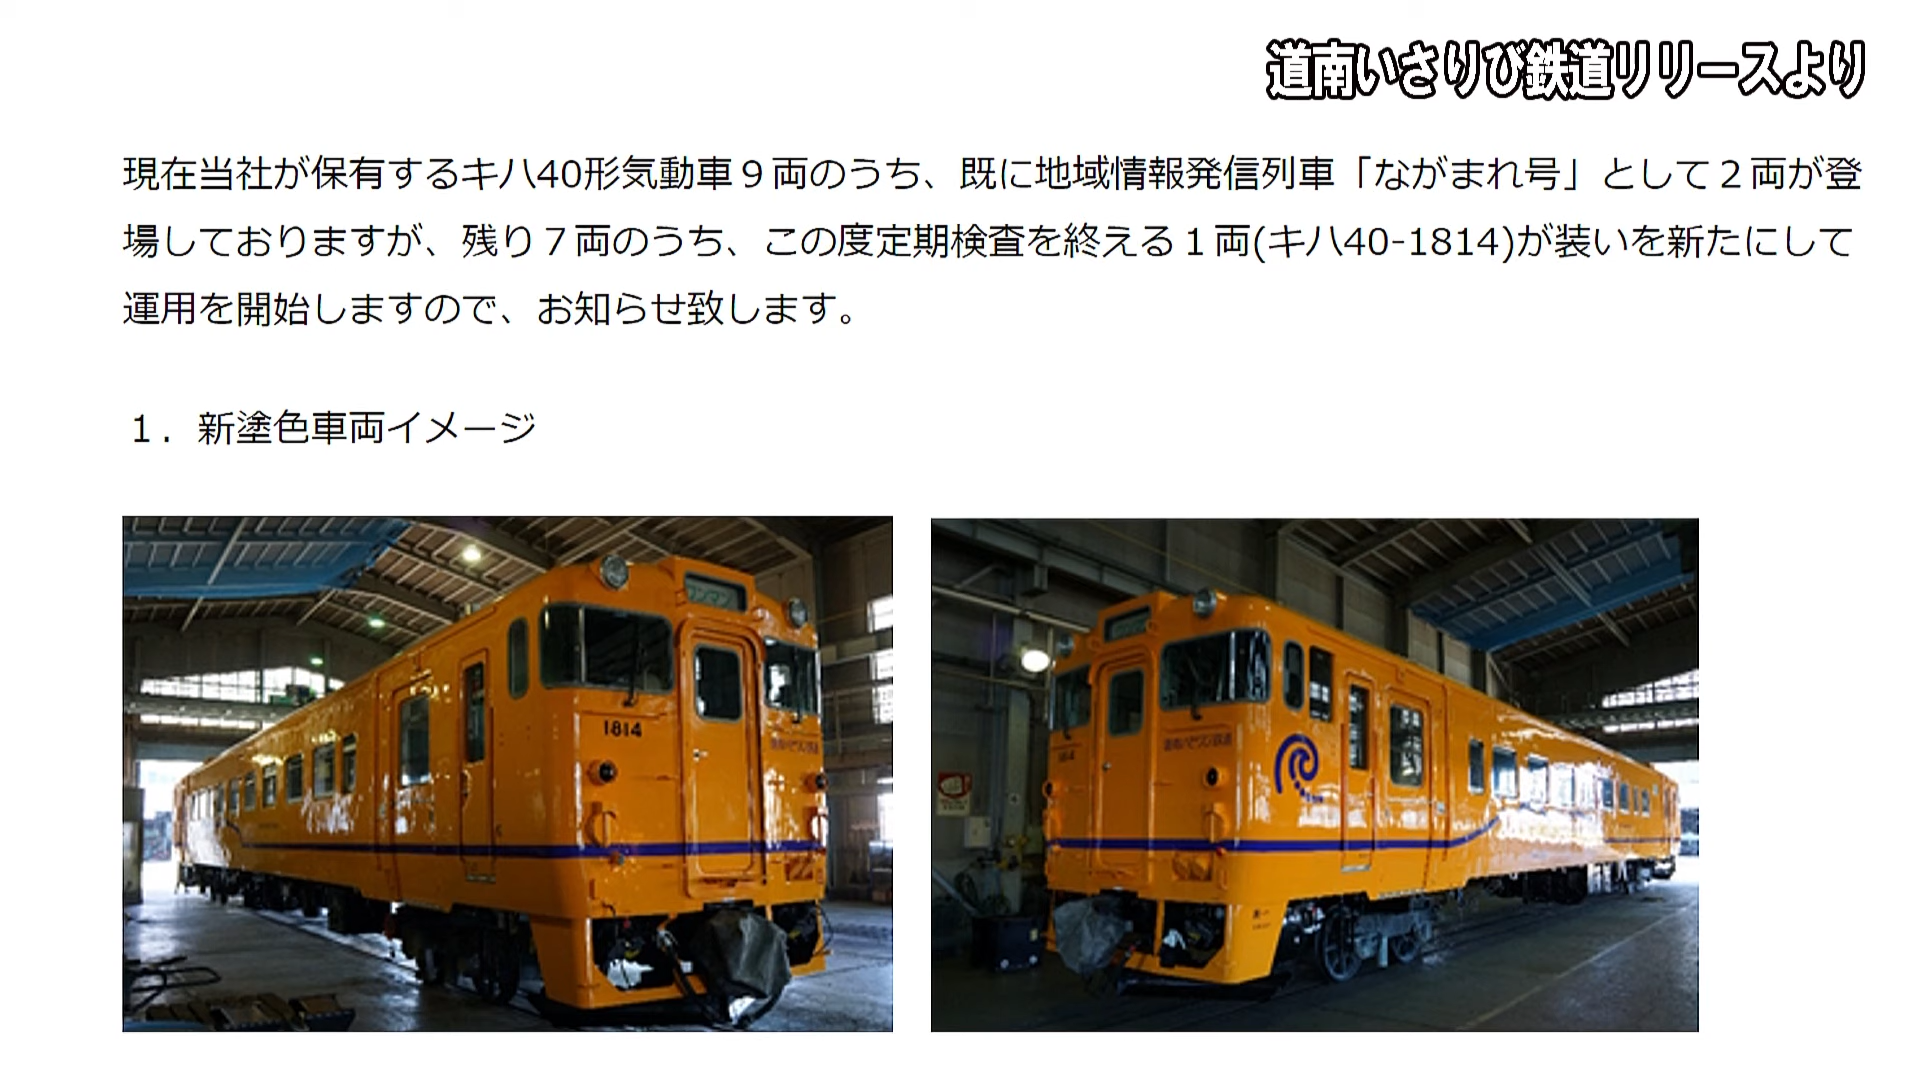 道南いさりび鉄道リリースより
現在当社が保有するキハ40形気動車９両のうち、既に地域情報発信列車「ながまれ号」として２両が登
場しておりますが、残り７両のうち、この度定期検査を終える１両(キハ40-1814)が装いを新たにして
運用を開始しますので、お知らせ致します。
１．新塗色車両イメージ
ワンマン
1814